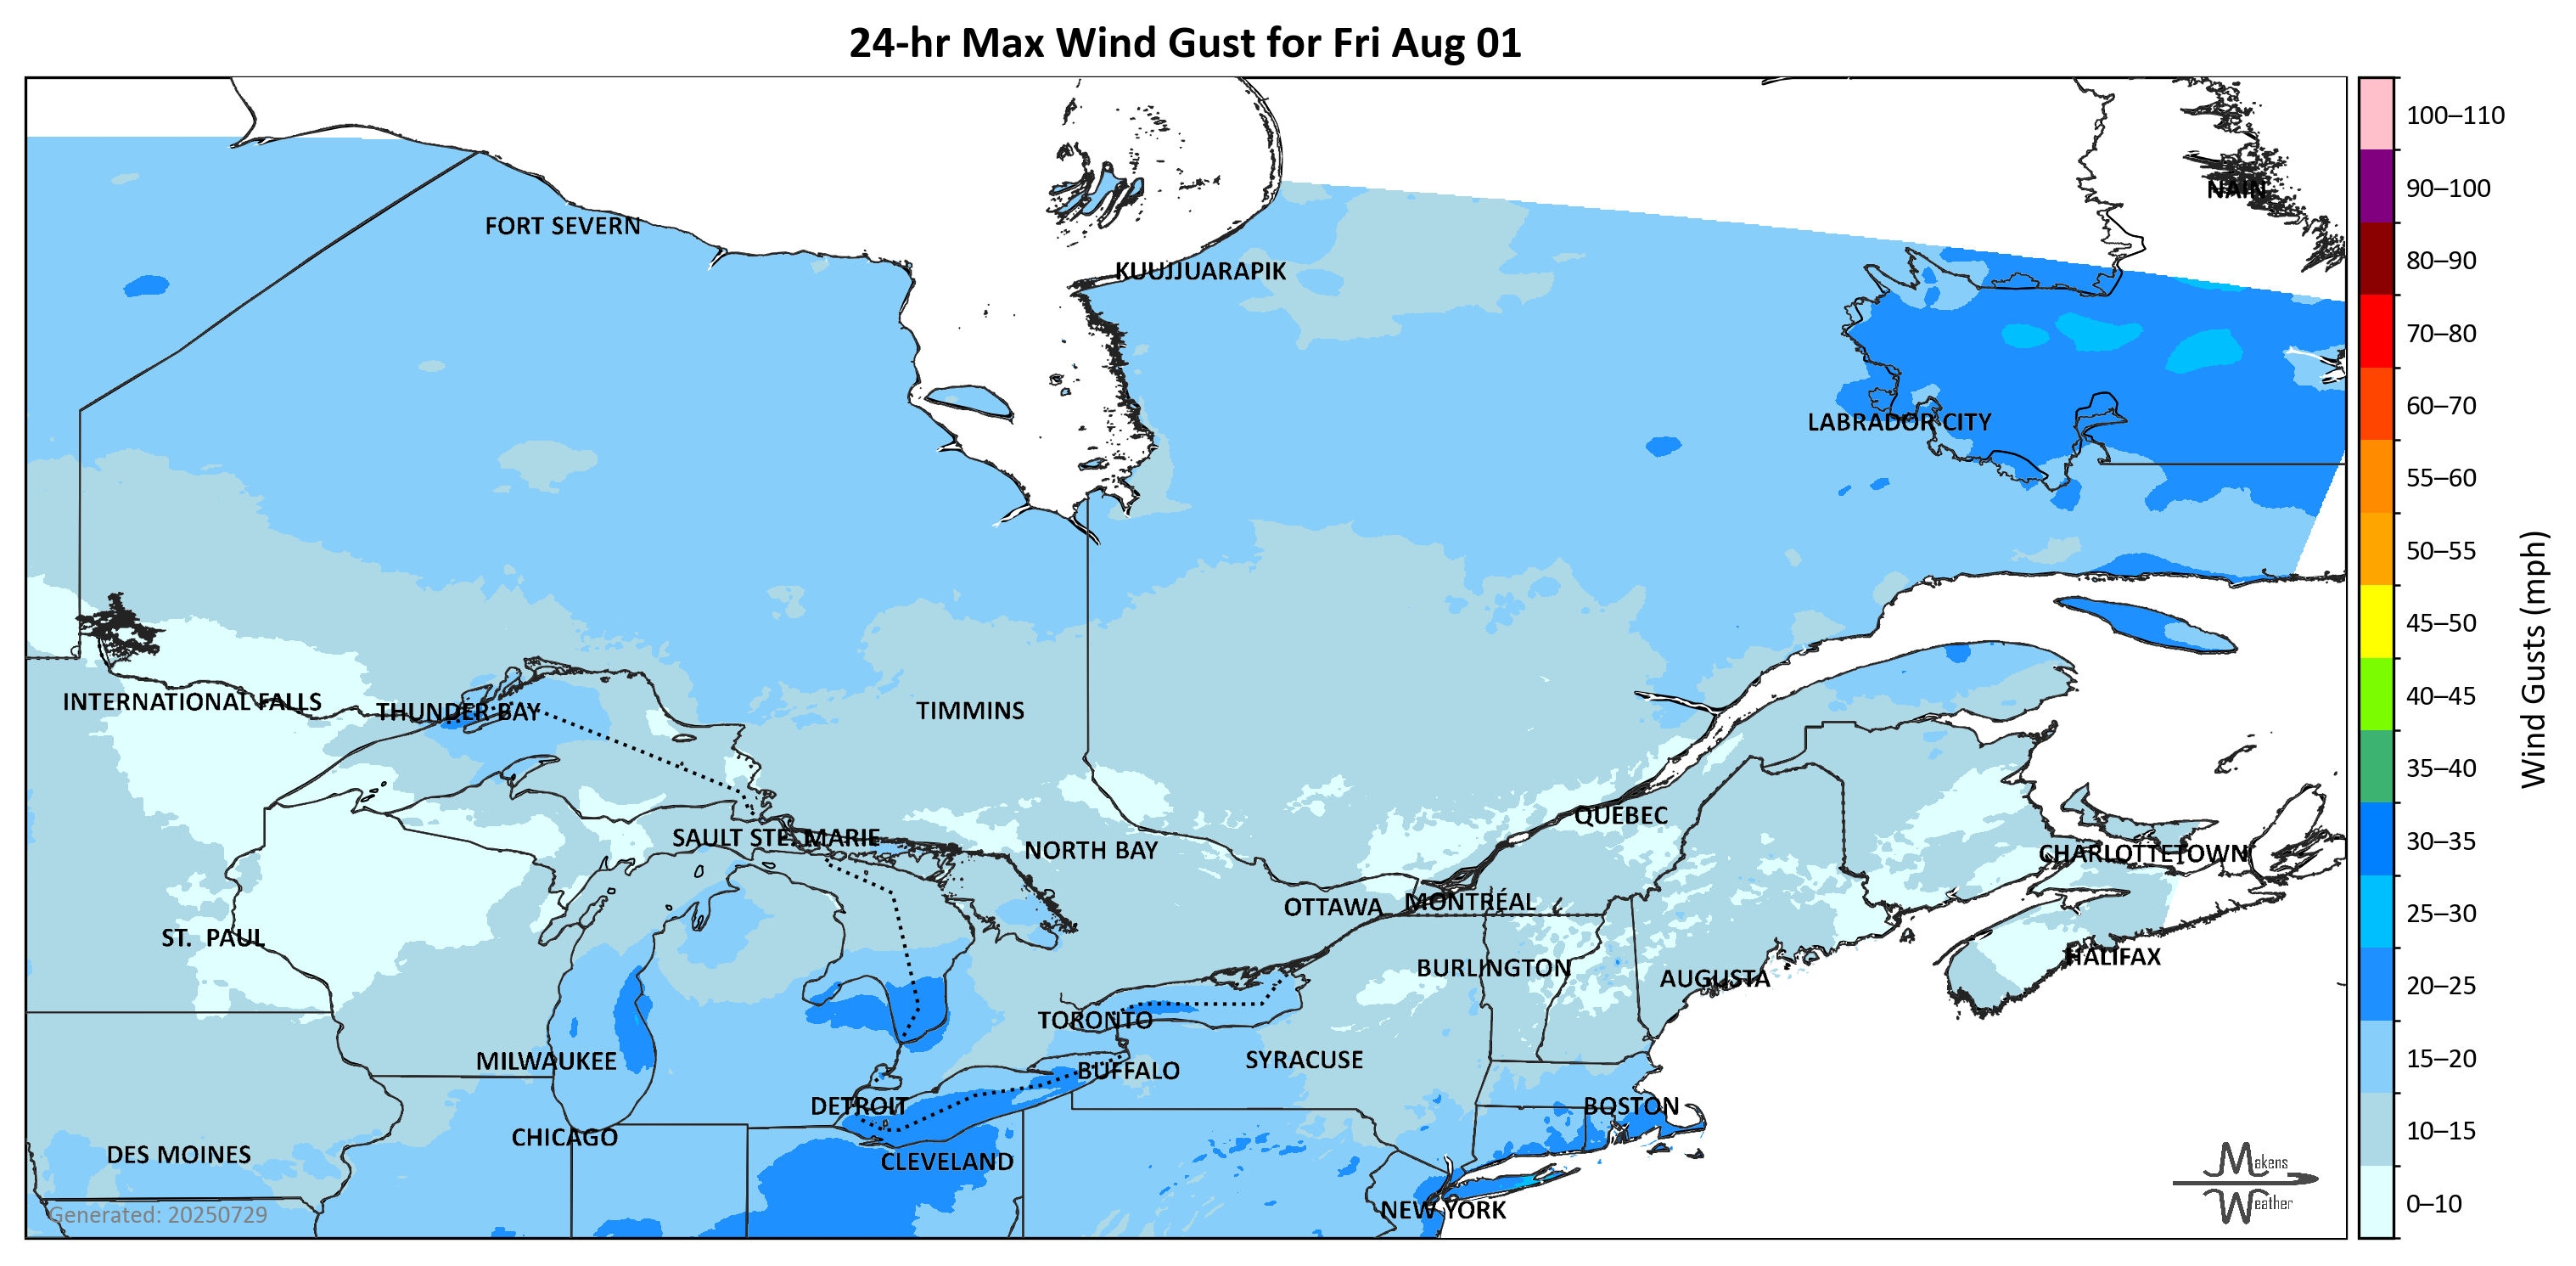 24-hr Max Wind Gust for Fri Aug 01
100–110
90–100
NAIN
FORT SEVERN
80–90
KUUJJUARAPIK
70–80
60–70
LABRADOR CITY
55–60
50–55
45–50
Wind Gusts (mph)
40–45
INTERNATIONAL FALLS
THUNDER BAY
TIMMINS
35–40
QUEBEC
SAULT STE. MARIE
30–35
NORTH BAY
CHARLOTTETOWN
OTTAWA
MONTRÉAL
25–30
ST. PAUL
HALIFAX
BURLINGTON
AUGUSTA
20–25
TORONTO
MILWAUKEE
SYRACUSE
15–20
BUFFALO
DETROIT
BOSTON
CHICAGO
10–15
DES MOINES
CLEVELAND
Makens
Weather
0–10
NEW YORK
Generated: 20250729